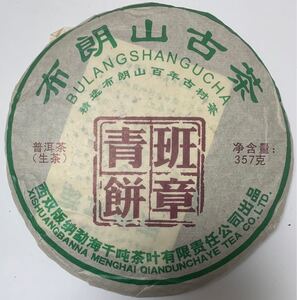 布朗山古茶
BULANGSHANGUCHA
精选布朗山百年古树茶
班章
青餅
普洱茶
(生茶)
净含量:
357克
西双版纳勐海千吨茶叶有限责任公司出品
XISHUANGBANNA MENGHAI QIANDUNCHAYE TEA CO.,LTD.